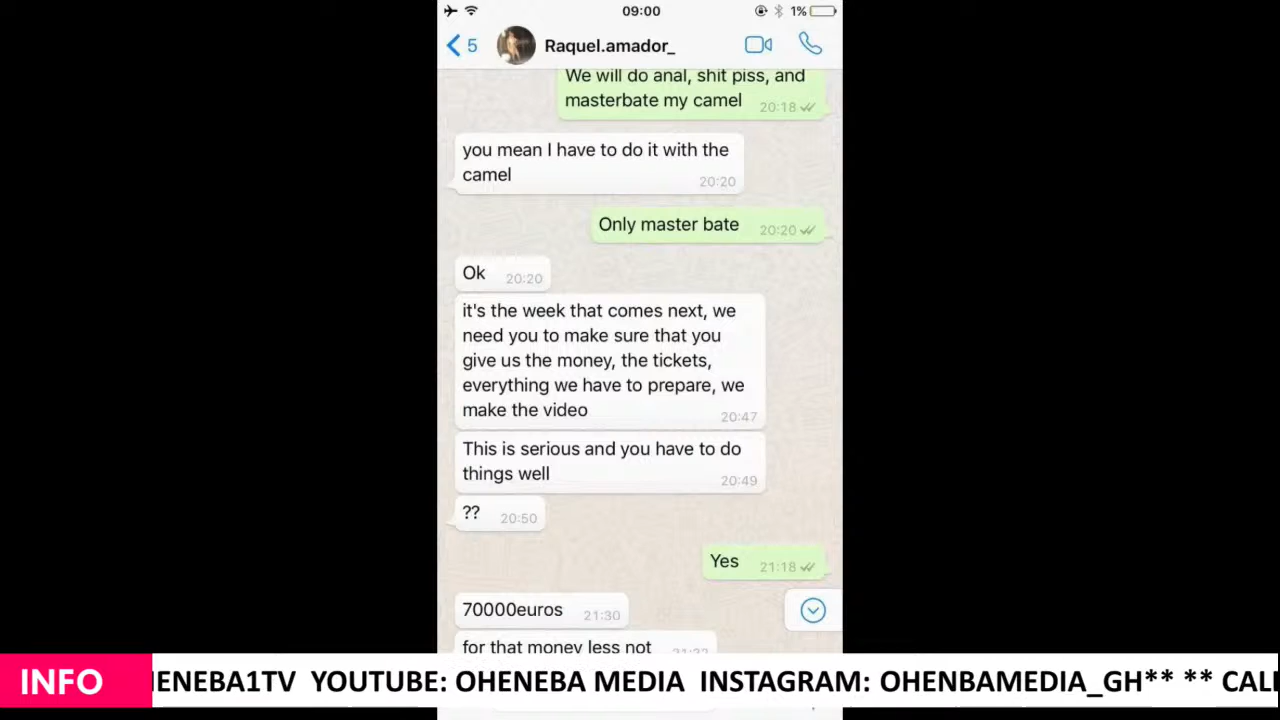 09:00
1%
5
Raquel.amador_
We will do anal, shit piss, and
masterbate my camel
20:18
you mean I have to do it with the
camel
20:20
Only master bate
20:20
Ok
20:20
it's the week that comes next, we
need you to make sure that you
give us the money, the tickets,
everything we have to prepare, we
make the video
20:47
This is serious and you have to do
things well
20:49
??
20:50
Yes
21:18
70000euros
21:30
for that money less not
INFO
HENEBA1TV YOUTUBE: OHENEBA MEDIA INSTAGRAM: OHENBAMEDIA_GH** ** CALL